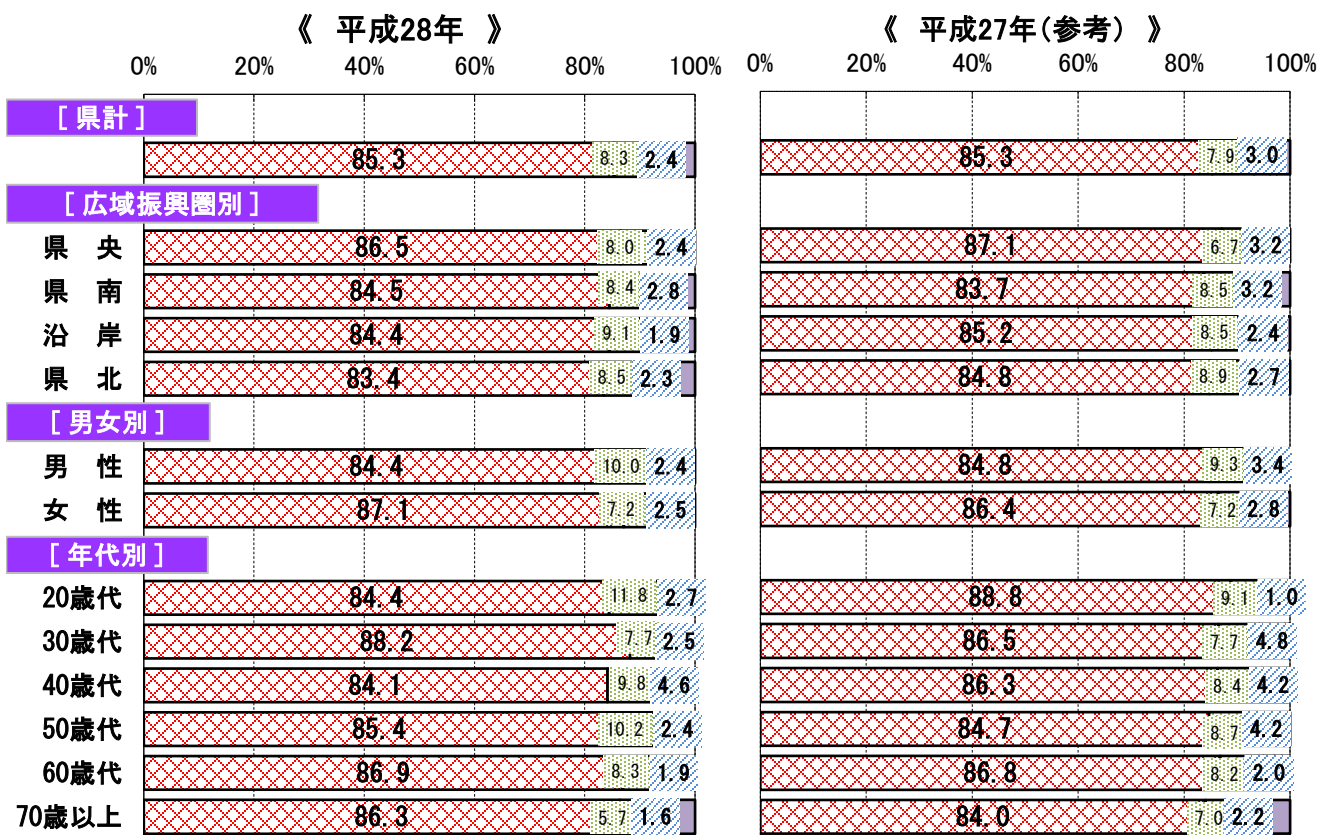 《 平成28年 》 《 平成27年(参考) 》
0% 20% 40% 60% 80% 100% 0% 20% 40% 60% 80% 100%
[ 県計 ]
85.3 8.3 2.4 85.3 7.9 3.0
[ 広域振興圏別 ]
県 央 86.5 8.0 2.4 87.1 6.7 3.2
県 南 84.5 8.4 2.8 83.7 8.5 3.2
沿 岸 84.4 9.1 1.9 85.2 8.5 2.4
県 北 83.4 8.5 2.3 84.8 8.9 2.7
[ 男女別 ]
男 性 84.4 10.0 2.4 84.8 9.3 3.4
女 性 87.1 7.2 2.5 86.4 7.2 2.8
[ 年代別 ]
20歳代 84.4 11.8 2.7 88.8 9.1 1.0
30歳代 88.2 7.7 2.5 86.5 7.7 4.8
40歳代 84.1 9.8 4.6 86.3 8.4 4.2
50歳代 85.4 10.2 2.4 84.7 8.7 4.2
60歳代 86.9 8.3 1.9 86.8 8.2 2.0
70歳以上 86.3 5.7 1.6 84.0 7.0 2.2